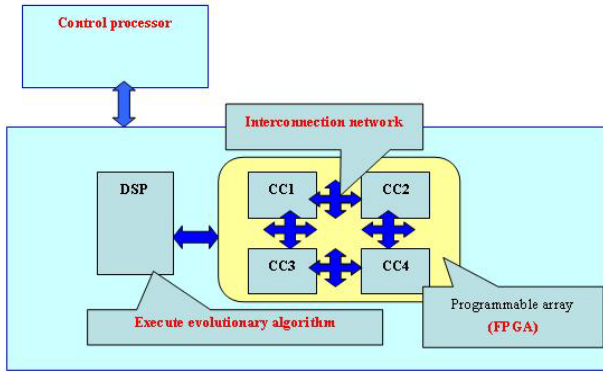 Control processor
Interconnection network
DSP
CC1
CC2
CC3
CC4
Execute evolutionary algorithm
Programmable array
(FPGA)